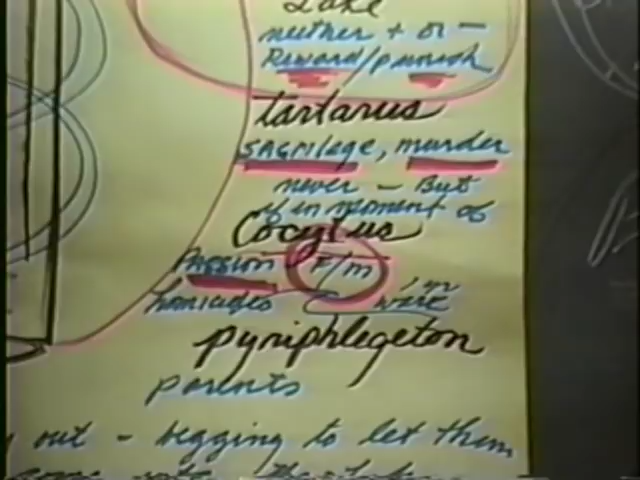 Lake
neither + or -
Reward/punish
tartarus
SACrilege, murder
never - But
if in moment of
Cocytus
Passion F/m
homicides
pyriphlegeton
parents
out - begging to let them